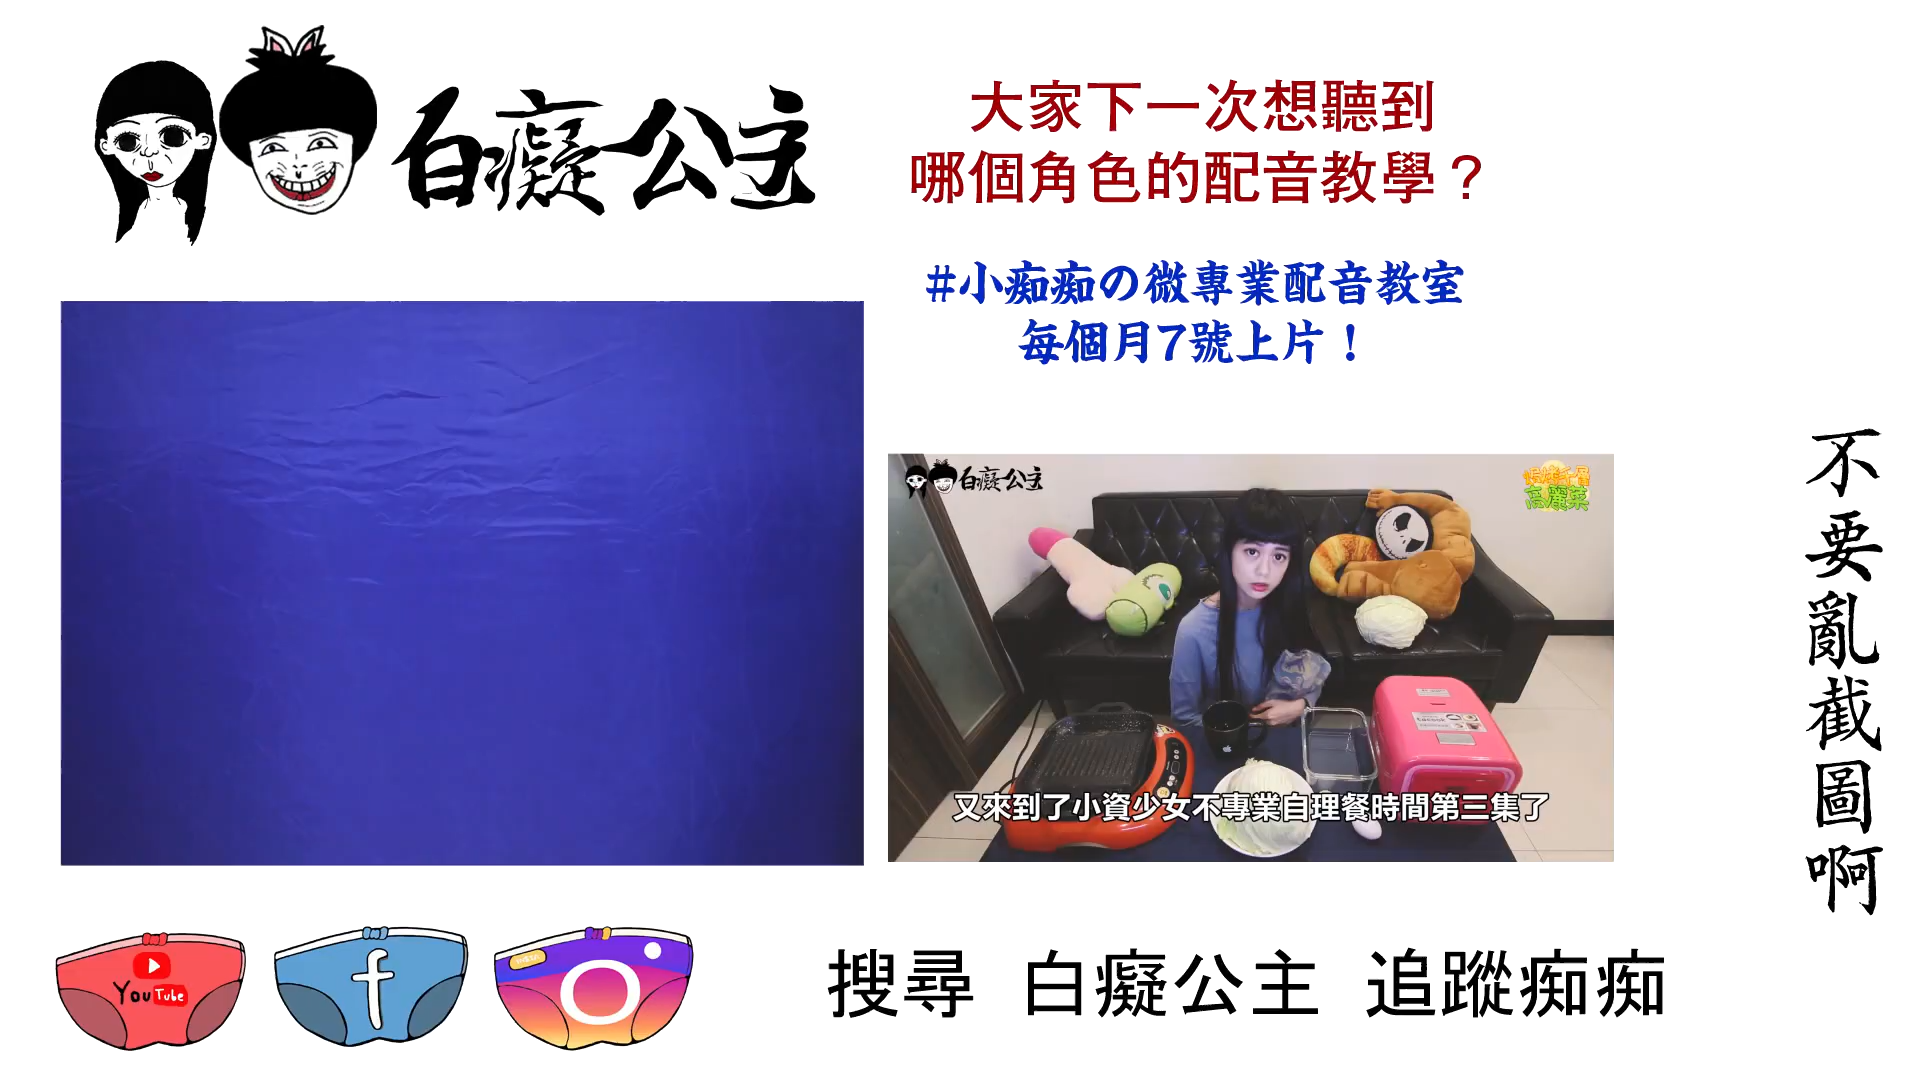 白癡公主
大家下一次想聽到
哪個角色的配音教學？
#小痴痴の微專業配音教室
每個月7號上片！
白癡公主
高麗菜
又來到了小資少女不專業自理餐時間第三集了
不要亂截圖啊
YouTube
f
搜尋 白癡公主 追蹤痴痴